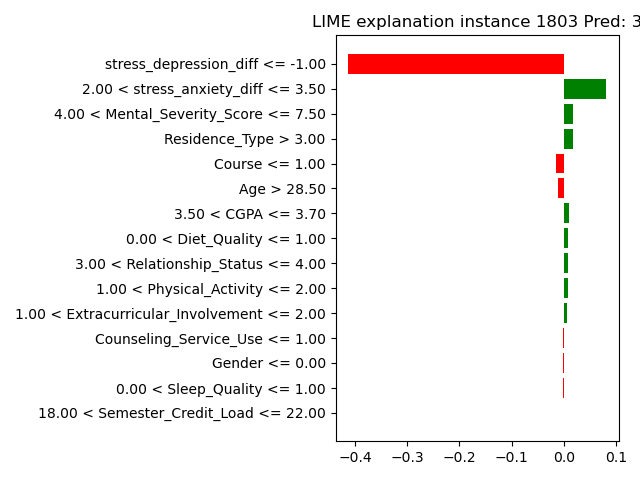 LIME explanation instance 1803 Pred: 3
stress_depression_diff <= -1.00
2.00 < stress_anxiety_diff <= 3.50
4.00 < Mental_Severity_Score <= 7.50
Residence_Type > 3.00
Course <= 1.00
Age > 28.50
3.50 < CGPA <= 3.70
0.00 < Diet_Quality <= 1.00
3.00 < Relationship_Status <= 4.00
1.00 < Physical_Activity <= 2.00
1.00 < Extracurricular_Involvement <= 2.00
Counseling_Service_Use <= 1.00
Gender <= 0.00
0.00 < Sleep_Quality <= 1.00
18.00 < Semester_Credit_Load <= 22.00
−0.4 −0.3 −0.2 −0.1 0.0 0.1